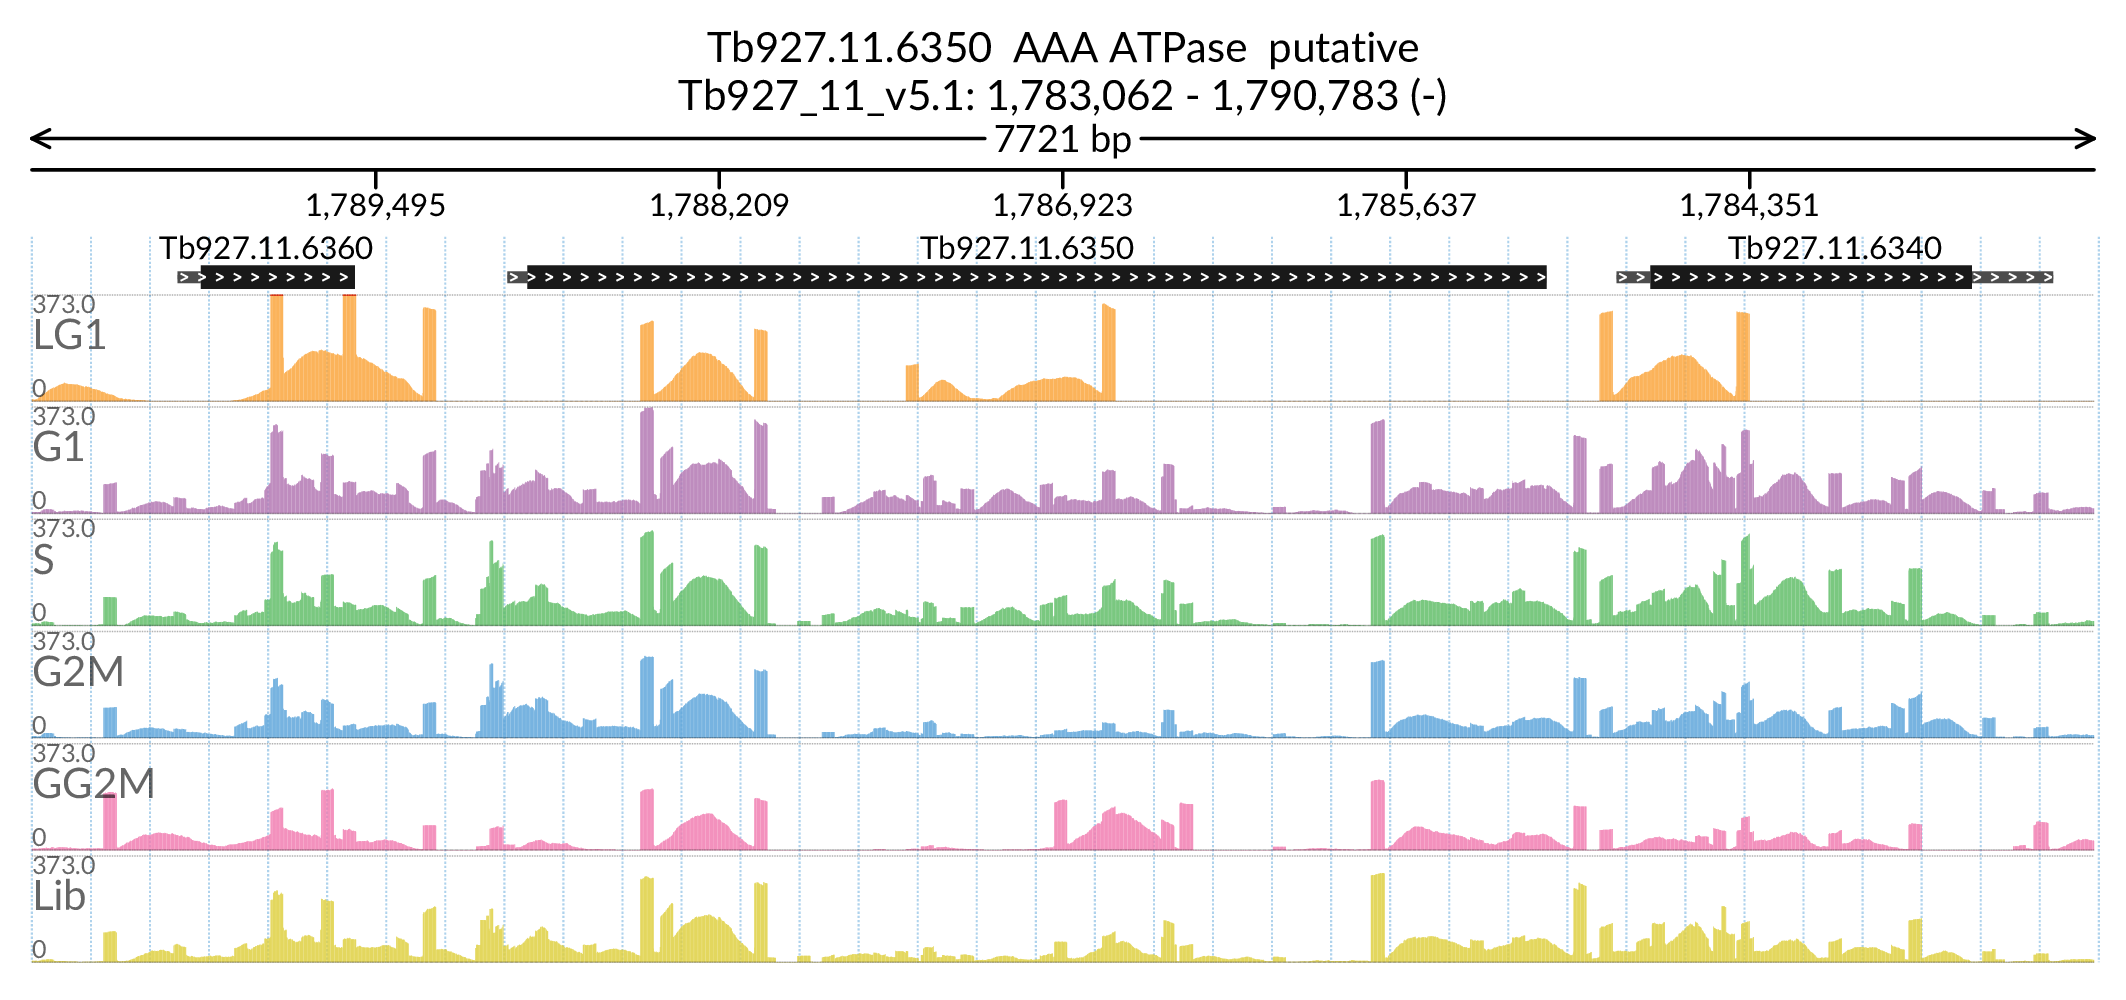 Tb927.11.6350  AAA ATPase  putative
Tb927_11_v5.1: 1,783,062 - 1,790,783 (-)
7721 bp
1,789,495 1,788,209 1,786,923 1,785,637 1,784,351
Tb927.11.6360 Tb927.11.6350 Tb927.11.6340
373.0
LG1
0
373.0
G1
0
373.0
S
0
373.0
G2M
0
373.0
GG2M
0
373.0
Lib
0